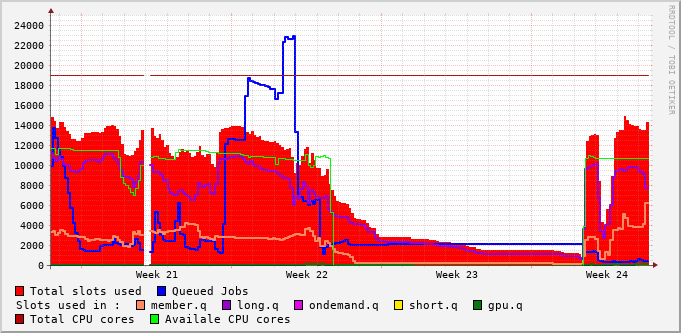 RRDTOOL / TOBI OETIKER
24000
22000
20000
18000
16000
14000
12000
10000
8000
6000
4000
2000
0
Week 21 Week 22 Week 23 Week 24
Total slots used Queued Jobs
Slots used in : member.q long.q ondemand.q short.q gpu.q
Total CPU cores Availale CPU cores